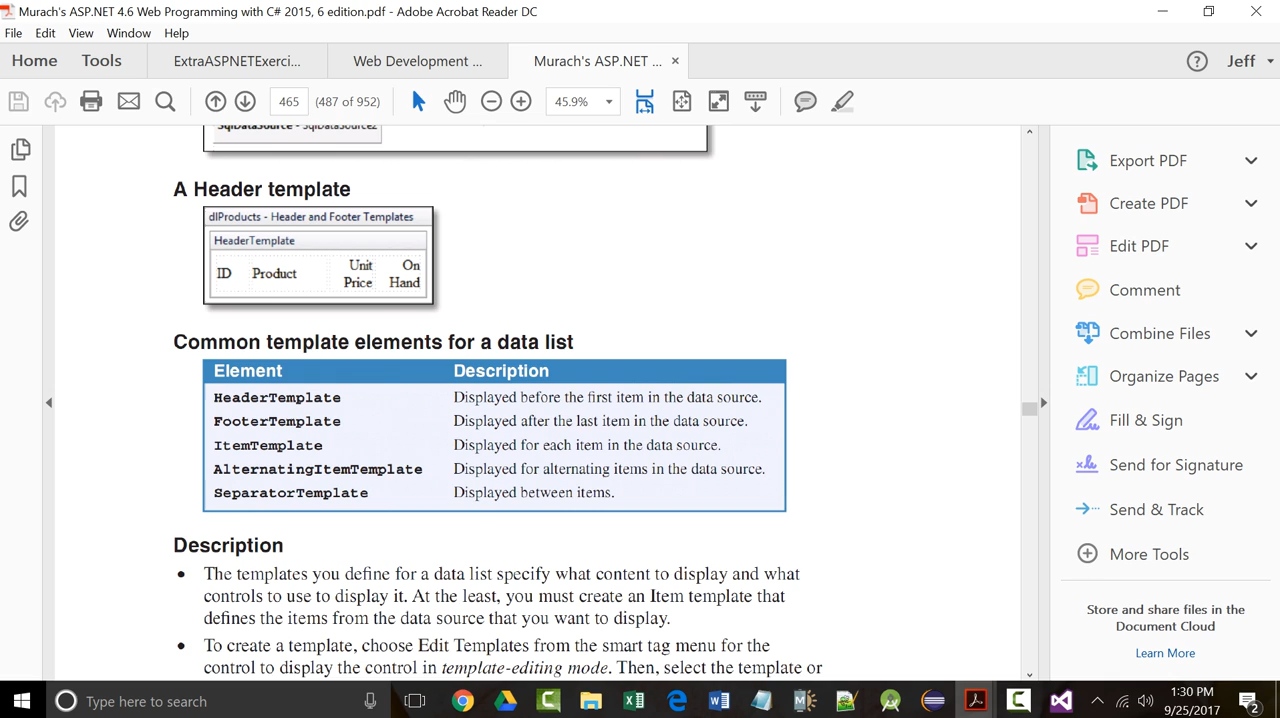 Murach's ASP.NET 4.6 Web Programming with C# 2015, 6 edition.pdf - Adobe Acrobat Reader DC
File Edit View Window Help
Home Tools ExtraASPNETExerci... Web Development ... Murach's ASP.NET ... × Jeff
465 (487 of 952) 45.9%
SqlDataSource - SqlDataSource2
A Header template
dlProducts - Header and Footer Templates
HeaderTemplate
ID Product Unit Price On Hand
Common template elements for a data list
Element Description
HeaderTemplate Displayed before the first item in the data source.
FooterTemplate Displayed after the last item in the data source.
ItemTemplate Displayed for each item in the data source.
AlternatingItemTemplate Displayed for alternating items in the data source.
SeparatorTemplate Displayed between items.
Description
• The templates you define for a data list specify what content to display and what
controls to use to display it. At the least, you must create an Item template that
defines the items from the data source that you want to display.
• To create a template, choose Edit Templates from the smart tag menu for the
control to display the control in template-editing mode. Then, select the template or
Export PDF
Create PDF
Edit PDF
Comment
Combine Files
Organize Pages
Fill & Sign
Send for Signature
Send & Track
More Tools
Store and share files in the
Document Cloud
Learn More
Type here to search
1:30 PM
9/25/2017
2